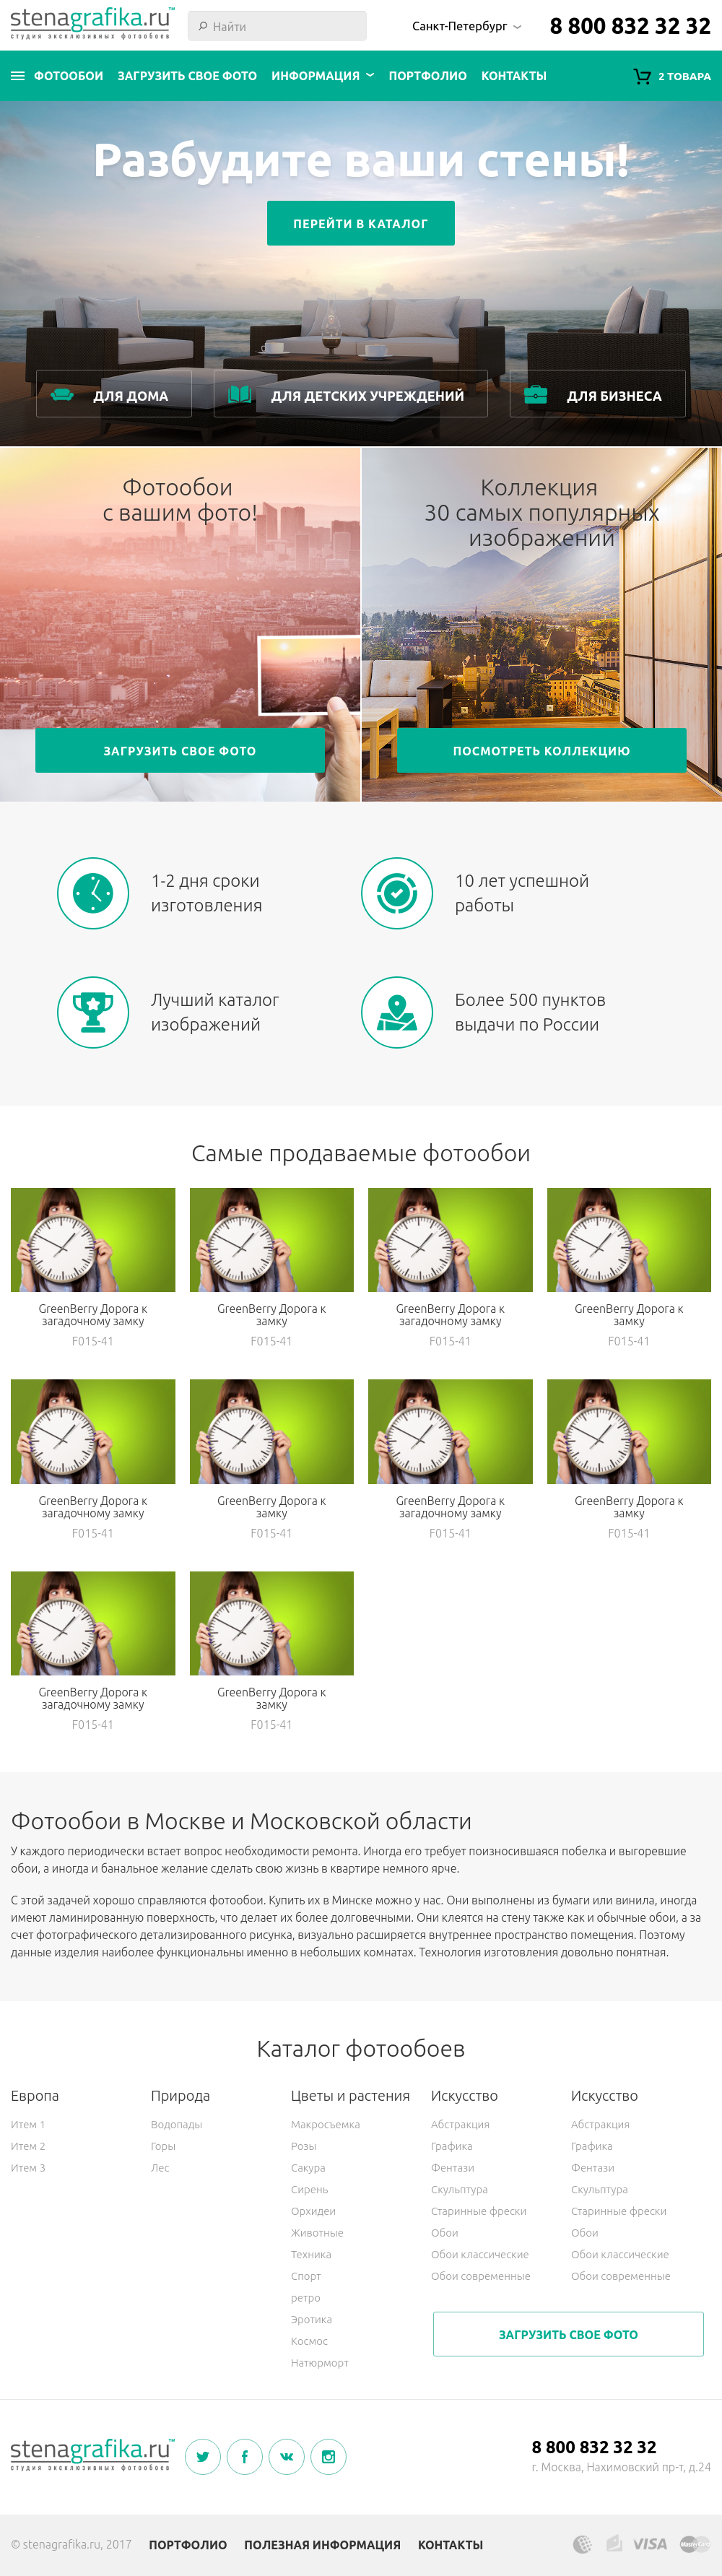 stenagrafika.ru™
студия эксклюзивных фотообоев
Найти
Санкт-Петербург
8 800 832 32 32
ФОТООБОИ
ЗАГРУЗИТЬ СВОЕ ФОТО
ИНФОРМАЦИЯ
ПОРТФОЛИО
КОНТАКТЫ
2 ТОВАРА
Разбудите ваши стены!
ПЕРЕЙТИ В КАТАЛОГ
ДЛЯ ДОМА
ДЛЯ ДЕТСКИХ УЧРЕЖДЕНИЙ
ДЛЯ БИЗНЕСА
Фотообои
с вашим фото!
ЗАГРУЗИТЬ СВОЕ ФОТО
Коллекция
30 самых популярных
изображений
ПОСМОТРЕТЬ КОЛЛЕКЦИЮ
1-2 дня сроки
изготовления
10 лет успешной
работы
Лучший каталог
изображений
Более 500 пунктов
выдачи по России
Самые продаваемые фотообои
GreenBerry Дорога к
загадочному замку
F015-41
GreenBerry Дорога к
замку
F015-41
GreenBerry Дорога к
загадочному замку
F015-41
GreenBerry Дорога к
замку
F015-41
GreenBerry Дорога к
загадочному замку
F015-41
GreenBerry Дорога к
замку
F015-41
GreenBerry Дорога к
загадочному замку
F015-41
GreenBerry Дорога к
замку
F015-41
GreenBerry Дорога к
загадочному замку
F015-41
GreenBerry Дорога к
замку
F015-41
Фотообои в Москве и Московской области
У каждого периодически встает вопрос необходимости ремонта. Иногда его требует поизносившаяся побелка и выгоревшие
обои, а иногда и банальное желание сделать свою жизнь в квартире немного ярче.
С этой задачей хорошо справляются фотообои. Купить их в Минске можно у нас. Они выполнены из бумаги или винила, иногда
имеют ламинированную поверхность, что делает их более долговечными. Они клеятся на стену также как и обычные обои, а за
счет фотографического детализированного рисунка, визуально расширяется внутреннее пространство помещения. Поэтому
данные изделия наиболее функциональны именно в небольших комнатах. Технология изготовления довольно понятная.
Каталог фотообоев
Европа
Итем 1
Итем 2
Итем 3
Природа
Водопады
Горы
Лес
Цветы и растения
Макросъемка
Розы
Сакура
Сирень
Орхидеи
Животные
Техника
Спорт
ретро
Эротика
Космос
Натюрморт
Искусство
Абстракция
Графика
Фентази
Скульптура
Старинные фрески
Обои
Обои классические
Обои современные
Искусство
Абстракция
Графика
Фентази
Скульптура
Старинные фрески
Обои
Обои классические
Обои современные
ЗАГРУЗИТЬ СВОЕ ФОТО
stenagrafika.ru™
студия эксклюзивных фотообоев
8 800 832 32 32
г. Москва, Нахимовский пр-т, д.24
© stenagrafika.ru, 2017
ПОРТФОЛИО
ПОЛЕЗНАЯ ИНФОРМАЦИЯ
КОНТАКТЫ
VISA
MasterCard